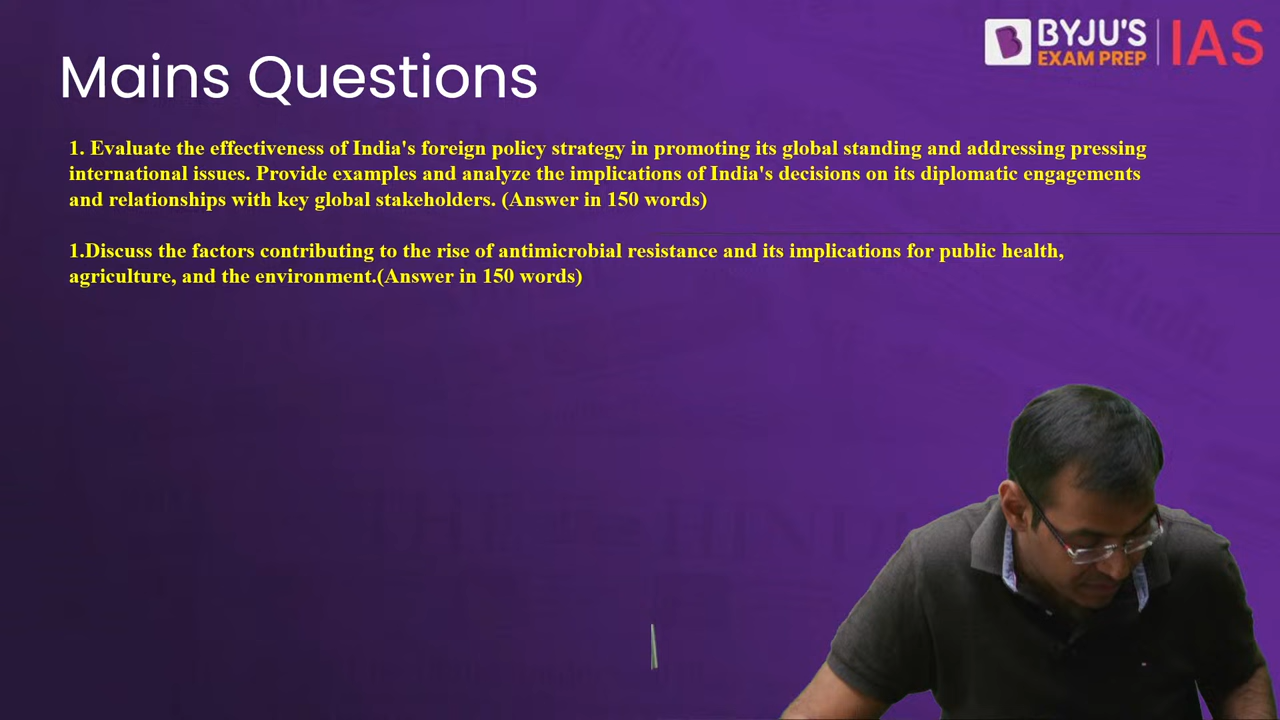 BYJU'S
EXAM PREP
IAS
Mains Questions
1. Evaluate the effectiveness of India's foreign policy strategy in promoting its global standing and addressing pressing
international issues. Provide examples and analyze the implications of India's decisions on its diplomatic engagements
and relationships with key global stakeholders. (Answer in 150 words)
1.Discuss the factors contributing to the rise of antimicrobial resistance and its implications for public health,
agriculture, and the environment.(Answer in 150 words)
THE HINDU